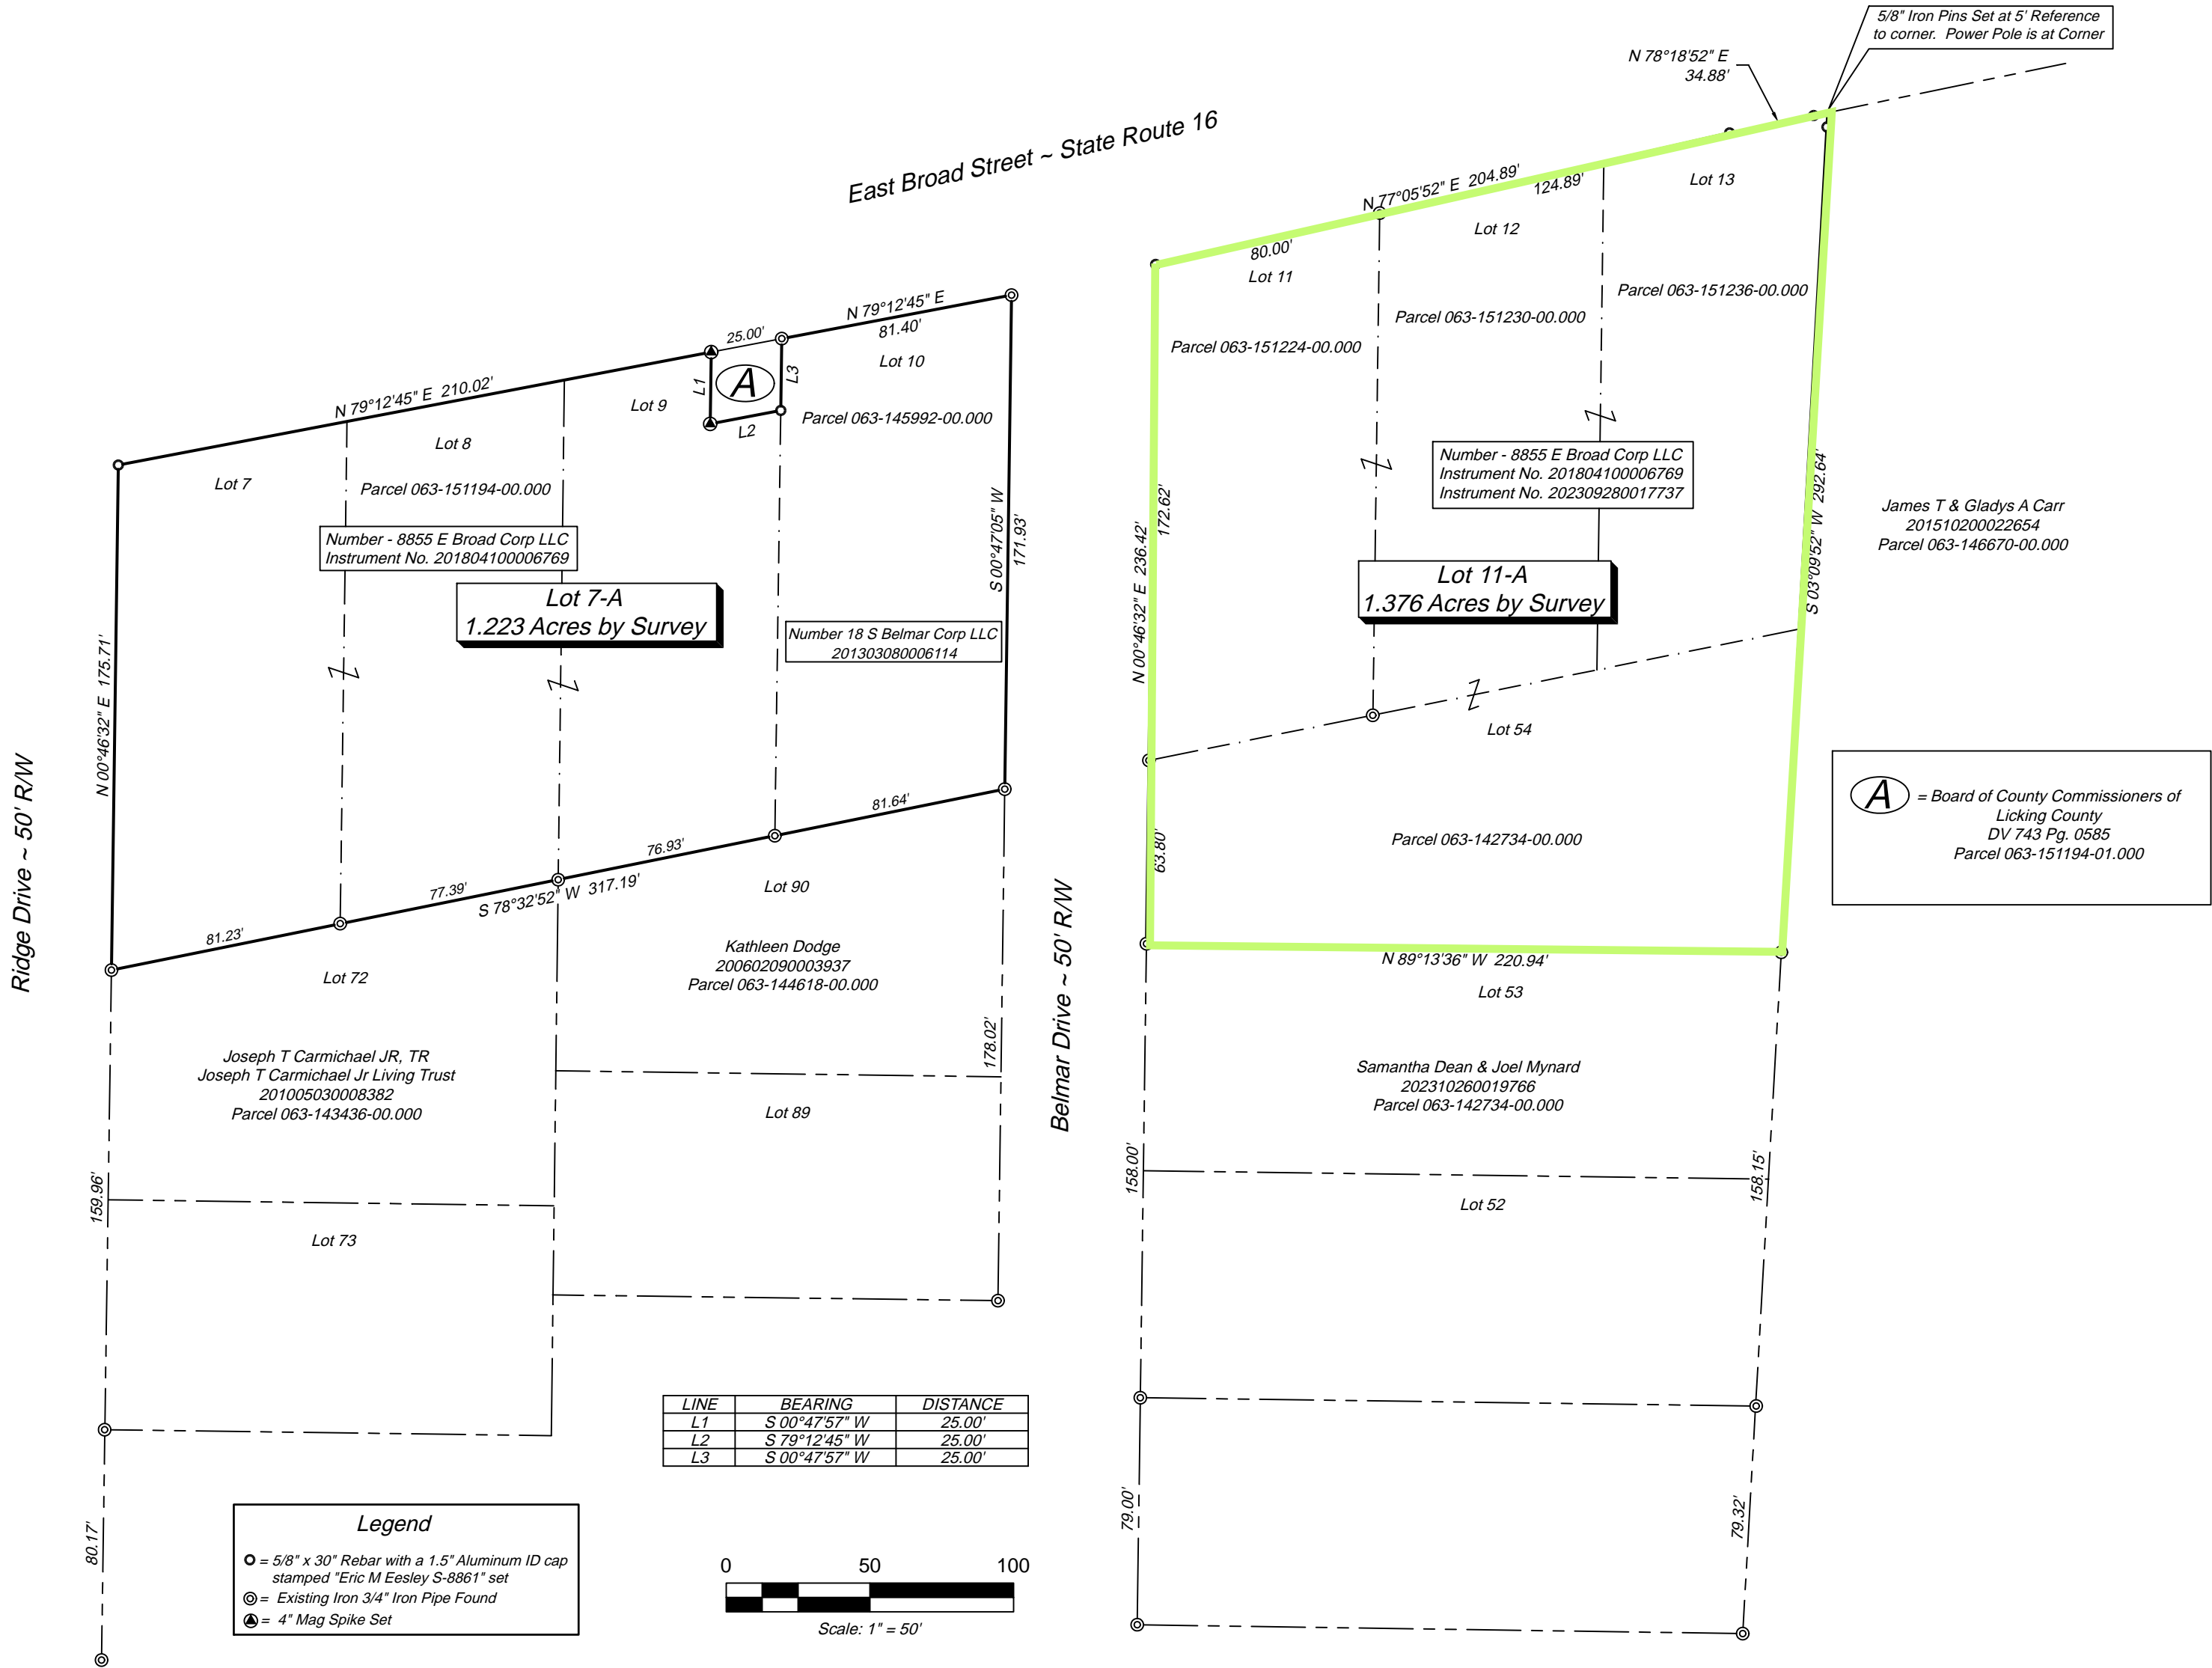 5/8" Iron Pins Set at 5' Reference
to corner. Power Pole is at Corner
N 78°18'52" E
34.88'
East Broad Street ~ State Route 16
N 77°05'52" E 204.89'
124.89'
80.00'
Lot 13
Lot 12
Lot 11
Parcel 063-151236-00.000
Parcel 063-151230-00.000
Parcel 063-151224-00.000
N 79°12'45" E
81.40'
25.00'
Lot 10
L1
A
L3
L2
N 79°12'45" E 210.02'
Lot 9
Lot 8
Lot 7
Parcel 063-145992-00.000
Parcel 063-151194-00.000
Number - 8855 E Broad Corp LLC
Instrument No. 201804100006769
Lot 7-A
1.223 Acres by Survey
Number 18 S Belmar Corp LLC
201303080006114
S 00°47'05" W
171.93'
N 00°46'32" E 175.71'
Ridge Drive ~ 50' R/W
81.23'
77.39'
76.93'
81.64'
S 78°32'52" W 317.19'
Number - 8855 E Broad Corp LLC
Instrument No. 201804100006769
Instrument No. 202309280017737
Lot 11-A
1.376 Acres by Survey
N 00°46'32" E 236.42'
172.62'
63.80'
S 03°09'52" W 292.64'
James T & Gladys A Carr
201510200022654
Parcel 063-146670-00.000
Lot 54
Parcel 063-142734-00.000
N 89°13'36" W 220.94'
A
= Board of County Commissioners of
Licking County
DV 743 Pg. 0585
Parcel 063-151194-01.000
Lot 90
Kathleen Dodge
200602090003937
Parcel 063-144618-00.000
Lot 72
Joseph T Carmichael JR, TR
Joseph T Carmichael Jr Living Trust
201005030008382
Parcel 063-143436-00.000
178.02'
Lot 89
159.96'
Lot 73
80.17'
Belmar Drive ~ 50' R/W
Lot 53
Samantha Dean & Joel Mynard
202310260019766
Parcel 063-142734-00.000
158.00'
158.15'
Lot 52
79.00'
79.32'
LINE BEARING DISTANCE
L1 S 00°47'57" W 25.00'
L2 S 79°12'45" W 25.00'
L3 S 00°47'57" W 25.00'
Legend
= 5/8" x 30" Rebar with a 1.5" Aluminum ID cap
stamped "Eric M Eesley S-8861" set
= Existing Iron 3/4" Iron Pipe Found
= 4" Mag Spike Set
0 50 100
Scale: 1" = 50'